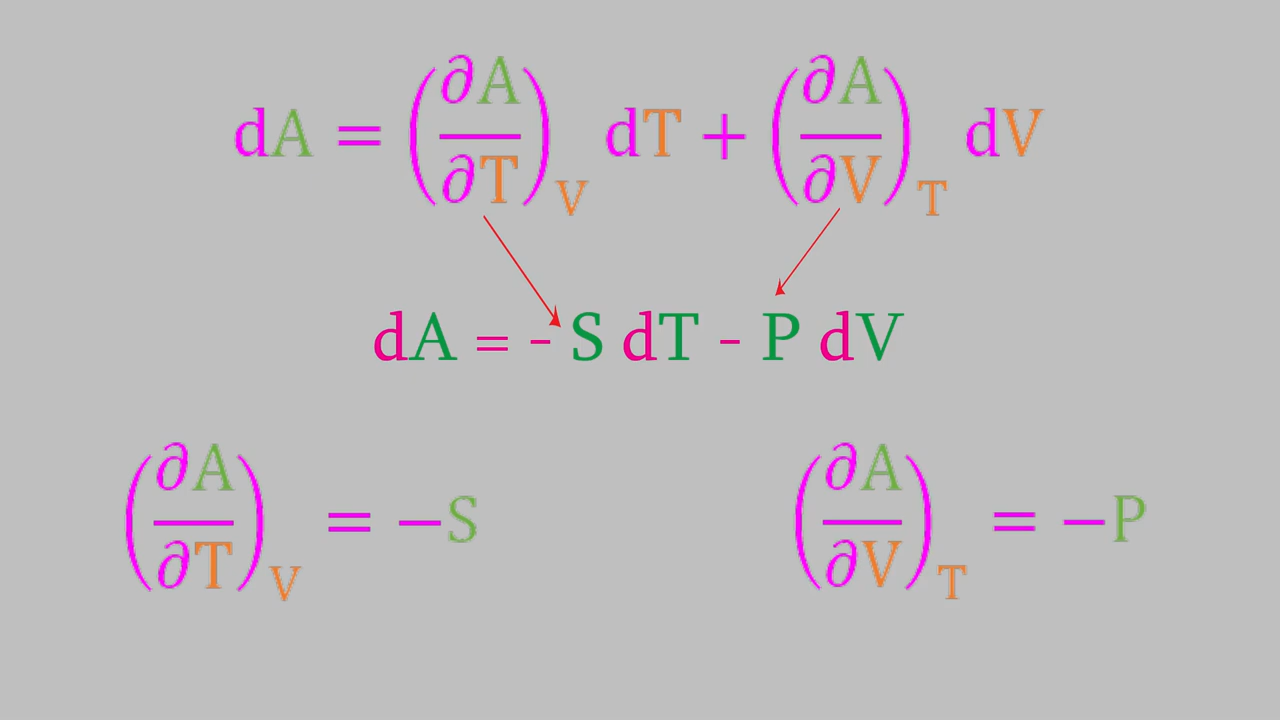 dA = (∂A/∂T)_V dT + (∂A/∂V)_T dV
dA = - S dT - P dV
(∂A/∂T)_V = −S
(∂A/∂V)_T = −P